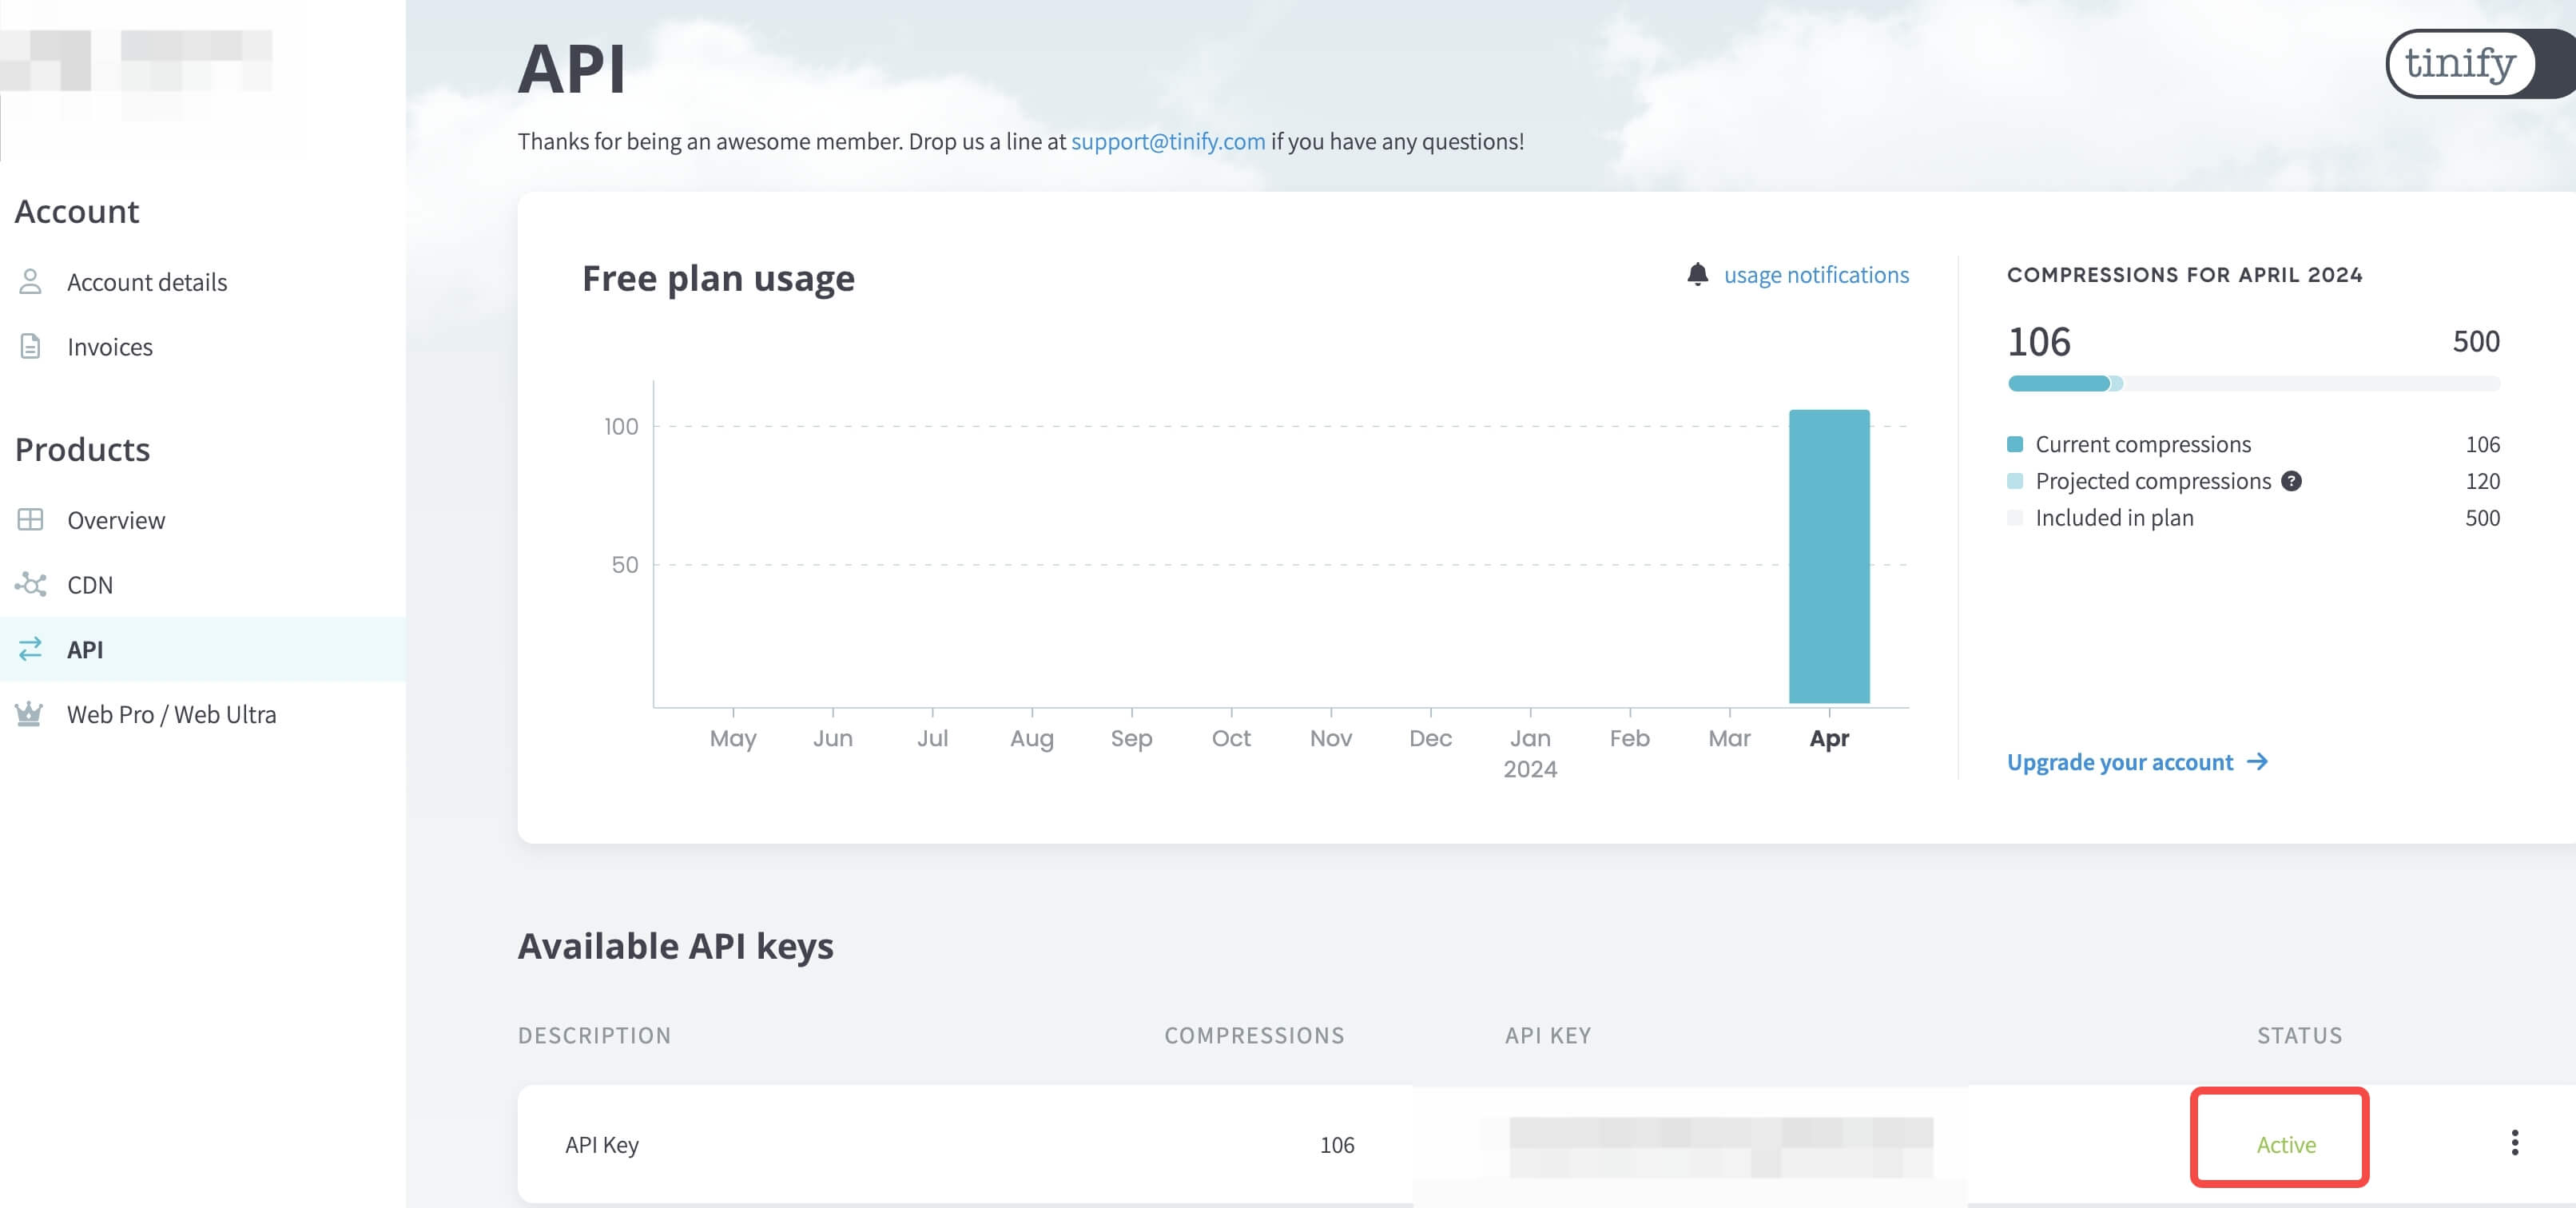 API
tinify
Thanks for being an awesome member. Drop us a line at support@tinify.com if you have any questions!
Account
Account details
Invoices
Products
Overview
CDN
API
Web Pro / Web Ultra
Free plan usage
usage notifications
100
50
May Jun Jul Aug Sep Oct Nov Dec Jan Feb Mar Apr
2024
COMPRESSIONS FOR APRIL 2024
106 500
Current compressions 106
Projected compressions ? 120
Included in plan 500
Upgrade your account →
Available API keys
DESCRIPTION COMPRESSIONS API KEY STATUS
API Key 106 Active